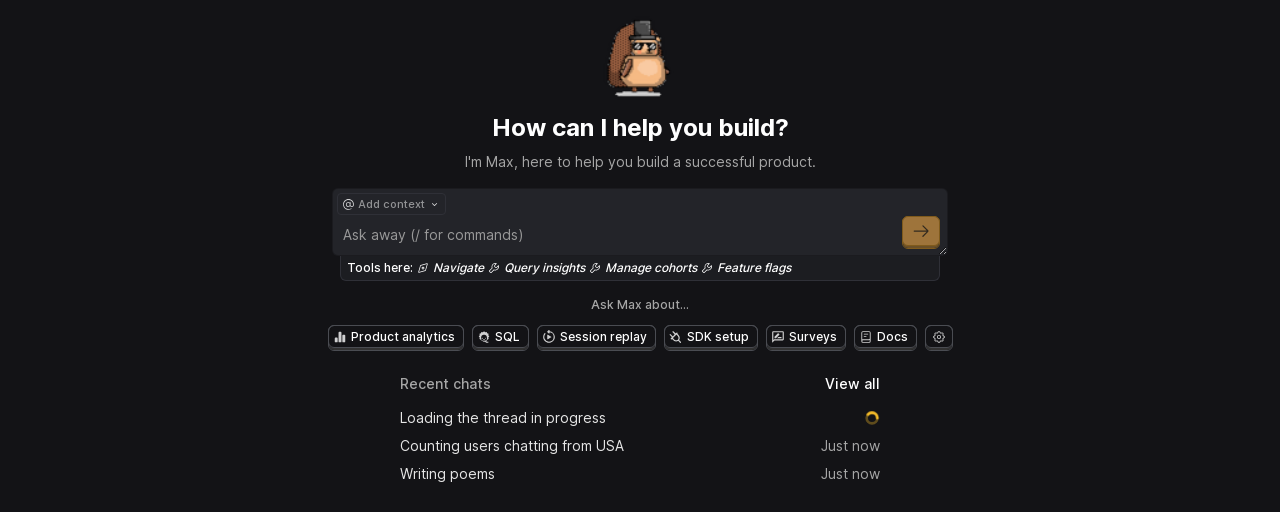 How can I help you build?
I'm Max, here to help you build a successful product.
@ Add context
Ask away (/ for commands)
Tools here: Navigate Query insights Manage cohorts Feature flags
Ask Max about...
Product analytics SQL Session replay SDK setup Surveys Docs
Recent chats View all
Loading the thread in progress
Counting users chatting from USA Just now
Writing poems Just now